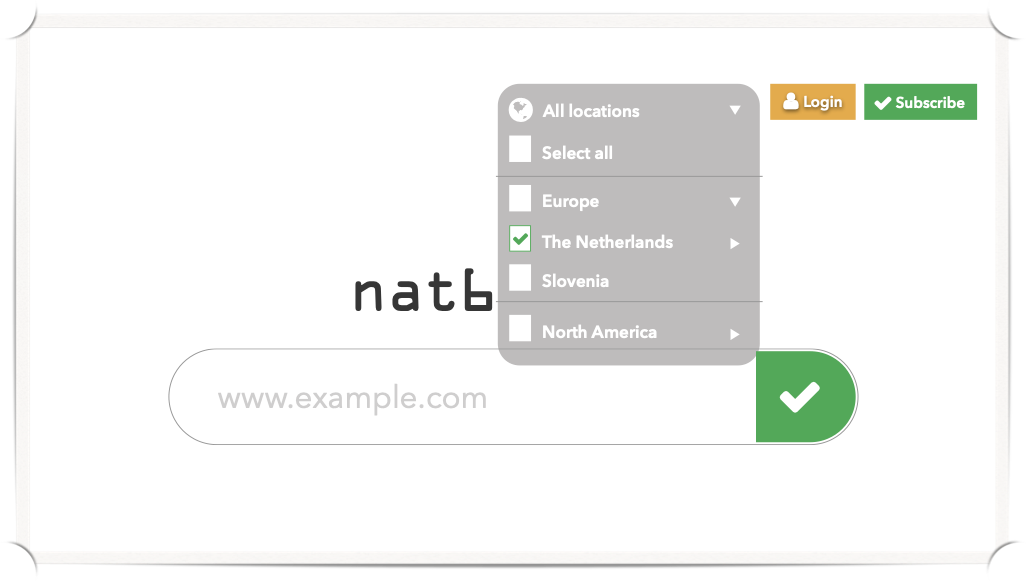 All locations
Login
Subscribe
Select all
Europe
The Netherlands
Slovenia
natb
North America
www.example.com